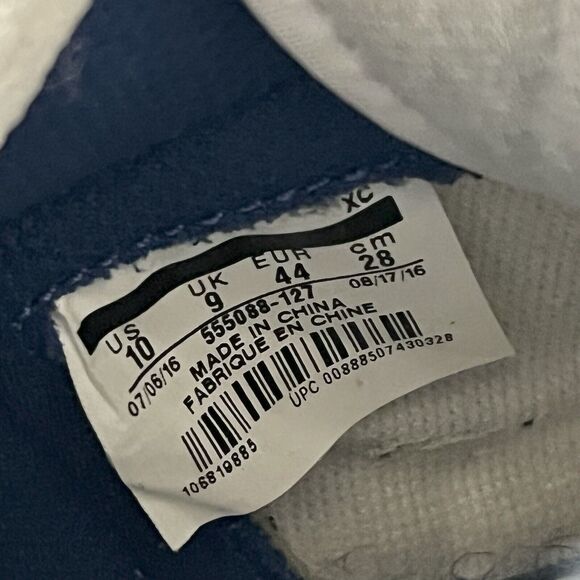 XC
US UK EUR cm
10 9 44 28
07/06/16 555088-127 08/17/16
MADE IN CHINA
FABRIQUE EN CHINE
UPC 00888507430328
106819885